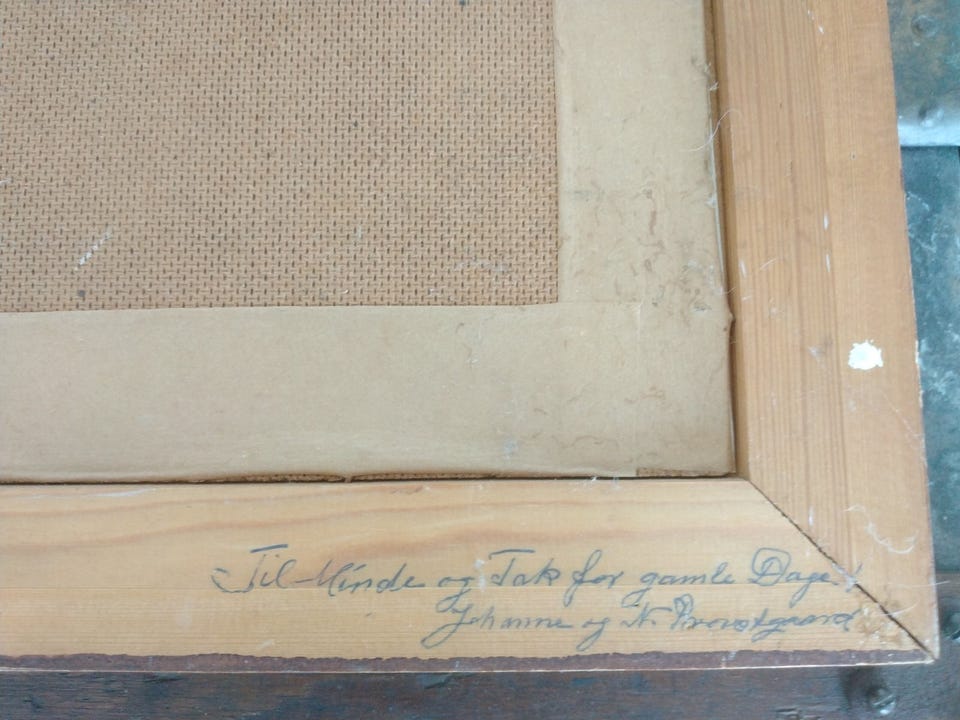 Til Minde og Tak for gamle Dage!
Johanne og N. Provstgaard